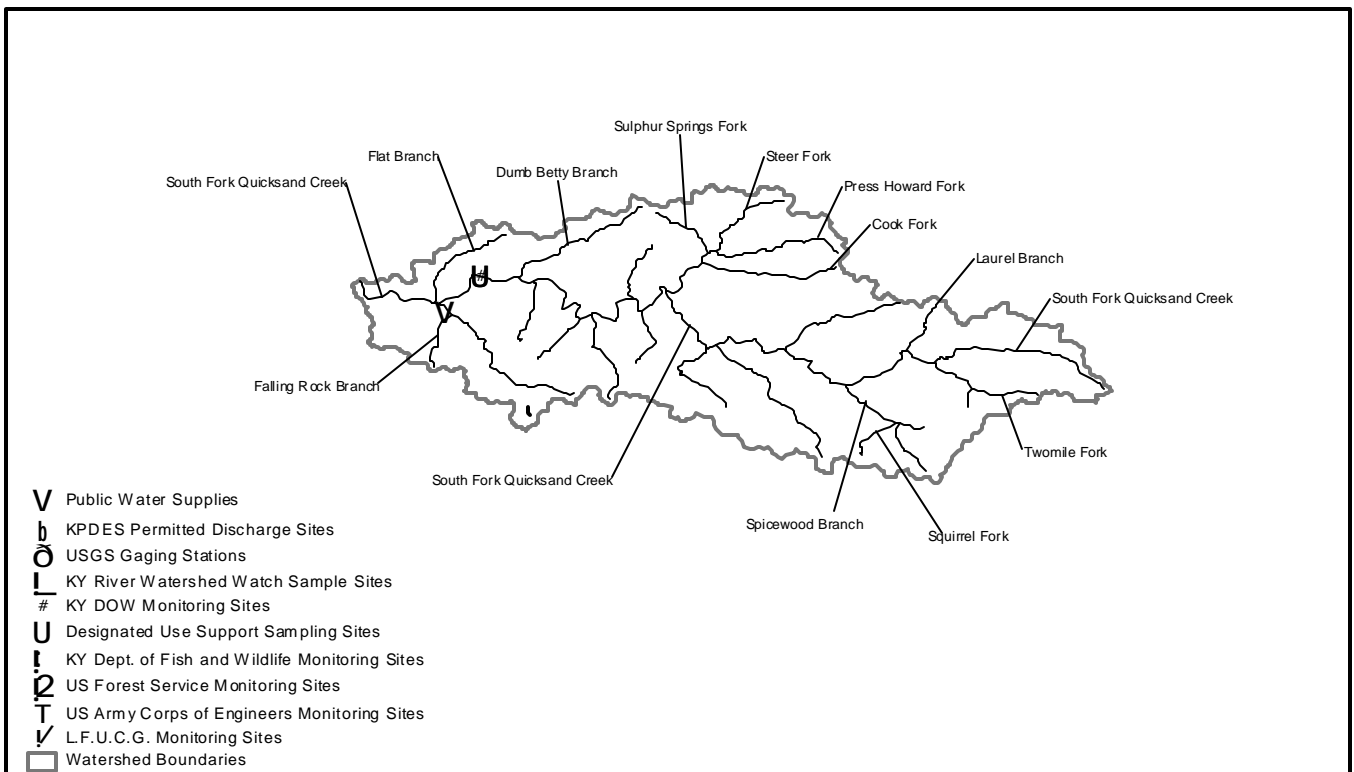 Sulphur Springs Fork
Flat Branch
Steer Fork
Dumb Betty Branch
South Fork Quicksand Creek
Press Howard Fork
Cook Fork
Laurel Branch
South Fork Quicksand Creek
U
#
V
Falling Rock Branch
Twomile Fork
South Fork Quicksand Creek
Spicewood Branch
Squirrel Fork
V Public Water Supplies
KPDES Permitted Discharge Sites
USGS Gaging Stations
KY River Watershed Watch Sample Sites
# KY DOW Monitoring Sites
U Designated Use Support Sampling Sites
KY Dept. of Fish and Wildlife Monitoring Sites
US Forest Service Monitoring Sites
T US Army Corps of Engineers Monitoring Sites
L.F.U.C.G. Monitoring Sites
Watershed Boundaries